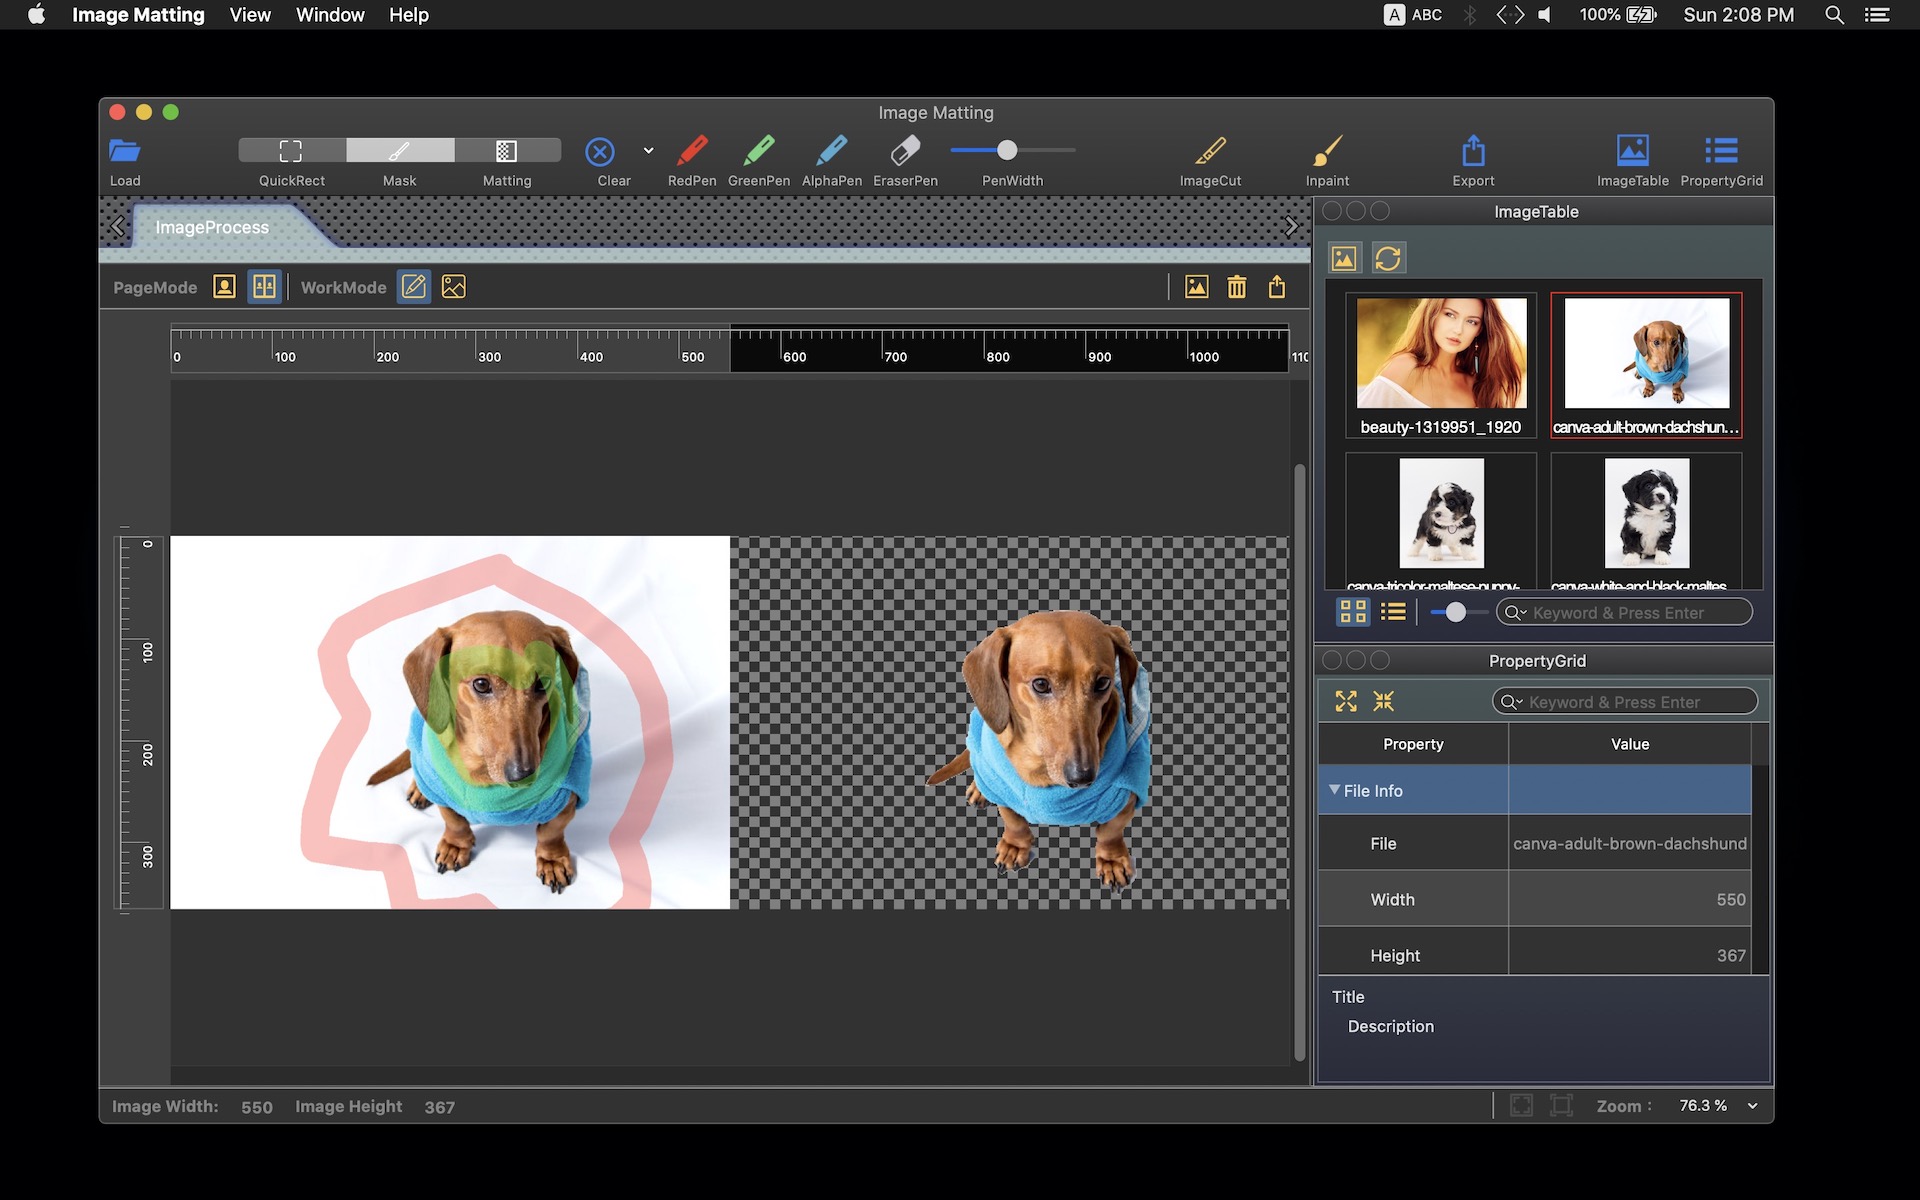 Image Matting View Window Help A ABC 100% Sun 2:08 PM
Image Matting
Load QuickRect Mask Matting Clear RedPen GreenPen AlphaPen EraserPen PenWidth ImageCut Inpaint Export ImageTable PropertyGrid
ImageProcess
PageMode WorkMode
0 100 200 300 400 500 600 700 800 900 1000 110
0
100
200
300
ImageTable
beauty-1319951_1920 canva-adult-brown-dachshun...
canva-tricolor-maltese-puppy- canva-white-and-black-maltes
Keyword & Press Enter
PropertyGrid
Keyword & Press Enter
Property Value
File Info
File canva-adult-brown-dachshund
Width 550
Height 367
Title
Description
Image Width: 550 Image Height 367 Zoom : 76.3 %